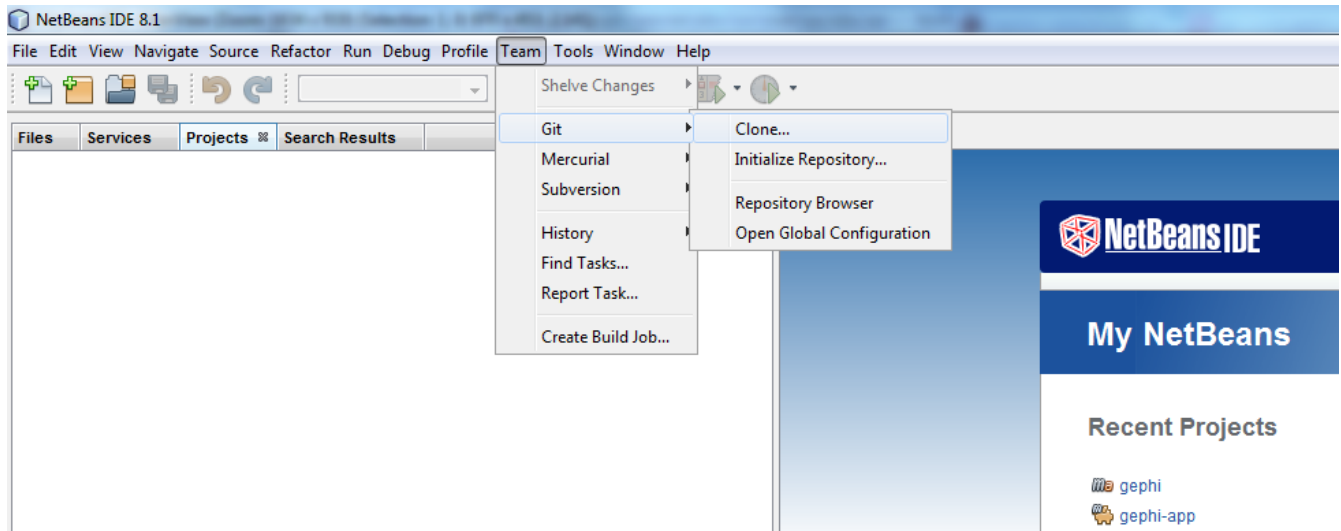 NetBeans IDE 8.1
File Edit View Navigate Source Refactor Run Debug Profile Team Tools Window Help
Shelve Changes
Git
Mercurial
Subversion
History
Find Tasks...
Report Task...
Create Build Job...
Clone...
Initialize Repository...
Repository Browser
Open Global Configuration
Files Services Projects Search Results
NetBeans IDE
My NetBeans
Recent Projects
gephi
gephi-app